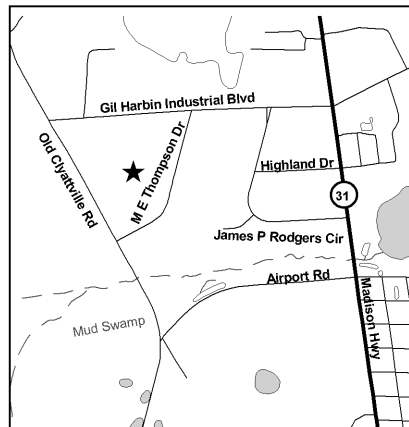 Gil Harbin Industrial Blvd
Old Clyattville Rd
M E Thompson Dr
Highland Dr
31
James P Rodgers Cir
Airport Rd
Madison Hwy
Mud Swamp